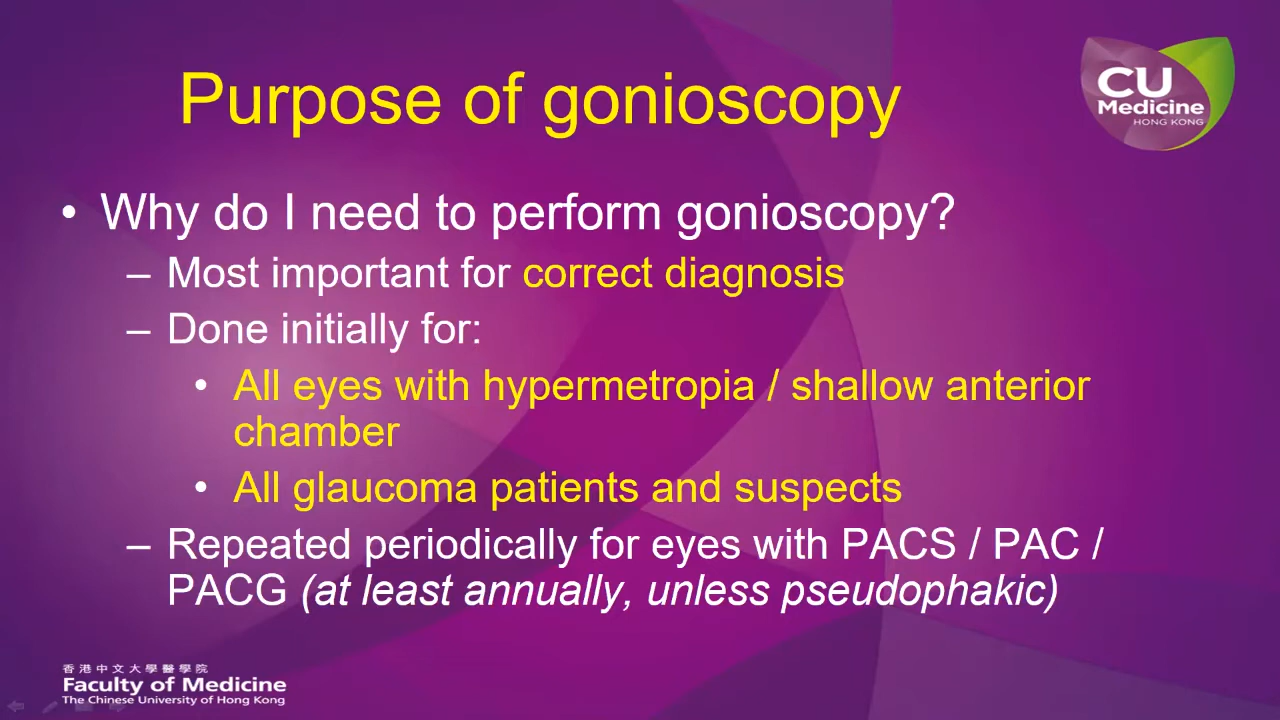 Purpose of gonioscopy
CU
Medicine
HONG KONG
• Why do I need to perform gonioscopy?
– Most important for correct diagnosis
– Done initially for:
• All eyes with hypermetropia / shallow anterior
chamber
• All glaucoma patients and suspects
– Repeated periodically for eyes with PACS / PAC /
PACG (at least annually, unless pseudophakic)
香港中文大學醫學院
Faculty of Medicine
The Chinese University of Hong Kong